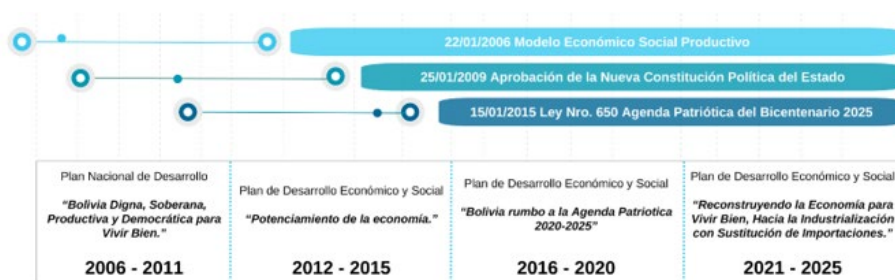 22/01/2006 Modelo Económico Social Productivo
25/01/2009 Aprobación de la Nueva Constitución Política del Estado
15/01/2015 Ley Nro. 650 Agenda Patriótica del Bicentenario 2025
Plan Nacional de Desarrollo
“Bolivia Digna, Soberana,
Productiva y Democrática para
Vivir Bien.”
2006 - 2011
Plan de Desarrollo Económico y Social
“Potenciamiento de la economía.”
2012 - 2015
Plan de Desarrollo Económico y Social
“Bolivia rumbo a la Agenda Patriotica
2020-2025”
2016 - 2020
Plan de Desarrollo Económico y Social
“Reconstruyendo la Economía para
Vivir Bien, Hacia la Industrialización
con Sustitución de Importaciones.”
2021 - 2025